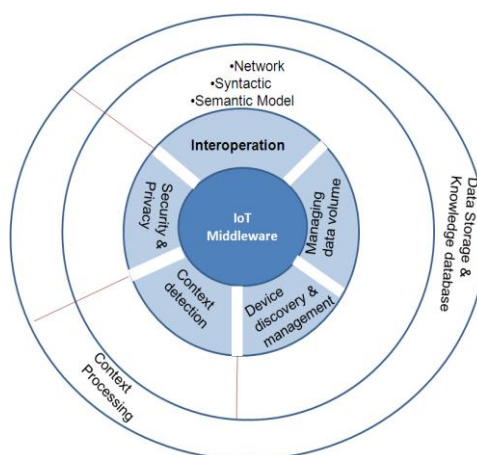 •Network
•Syntactic
•Semantic Model
Interoperation
Security &
Privacy
IoT
Middleware
Managing
data volume
Context
detection
Device
discovery &
management
Context
Processing
Data Storage &
Knowledge database